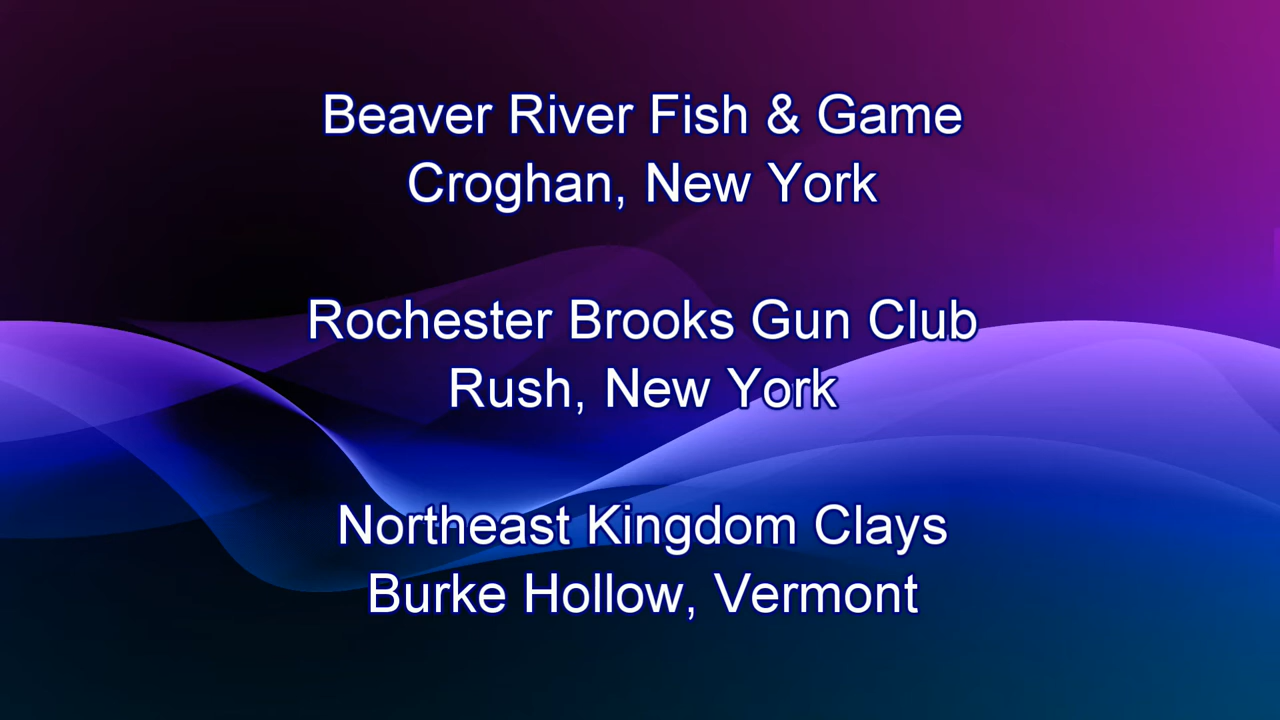 Beaver River Fish & Game
Croghan, New York
Rochester Brooks Gun Club
Rush, New York
Northeast Kingdom Clays
Burke Hollow, Vermont